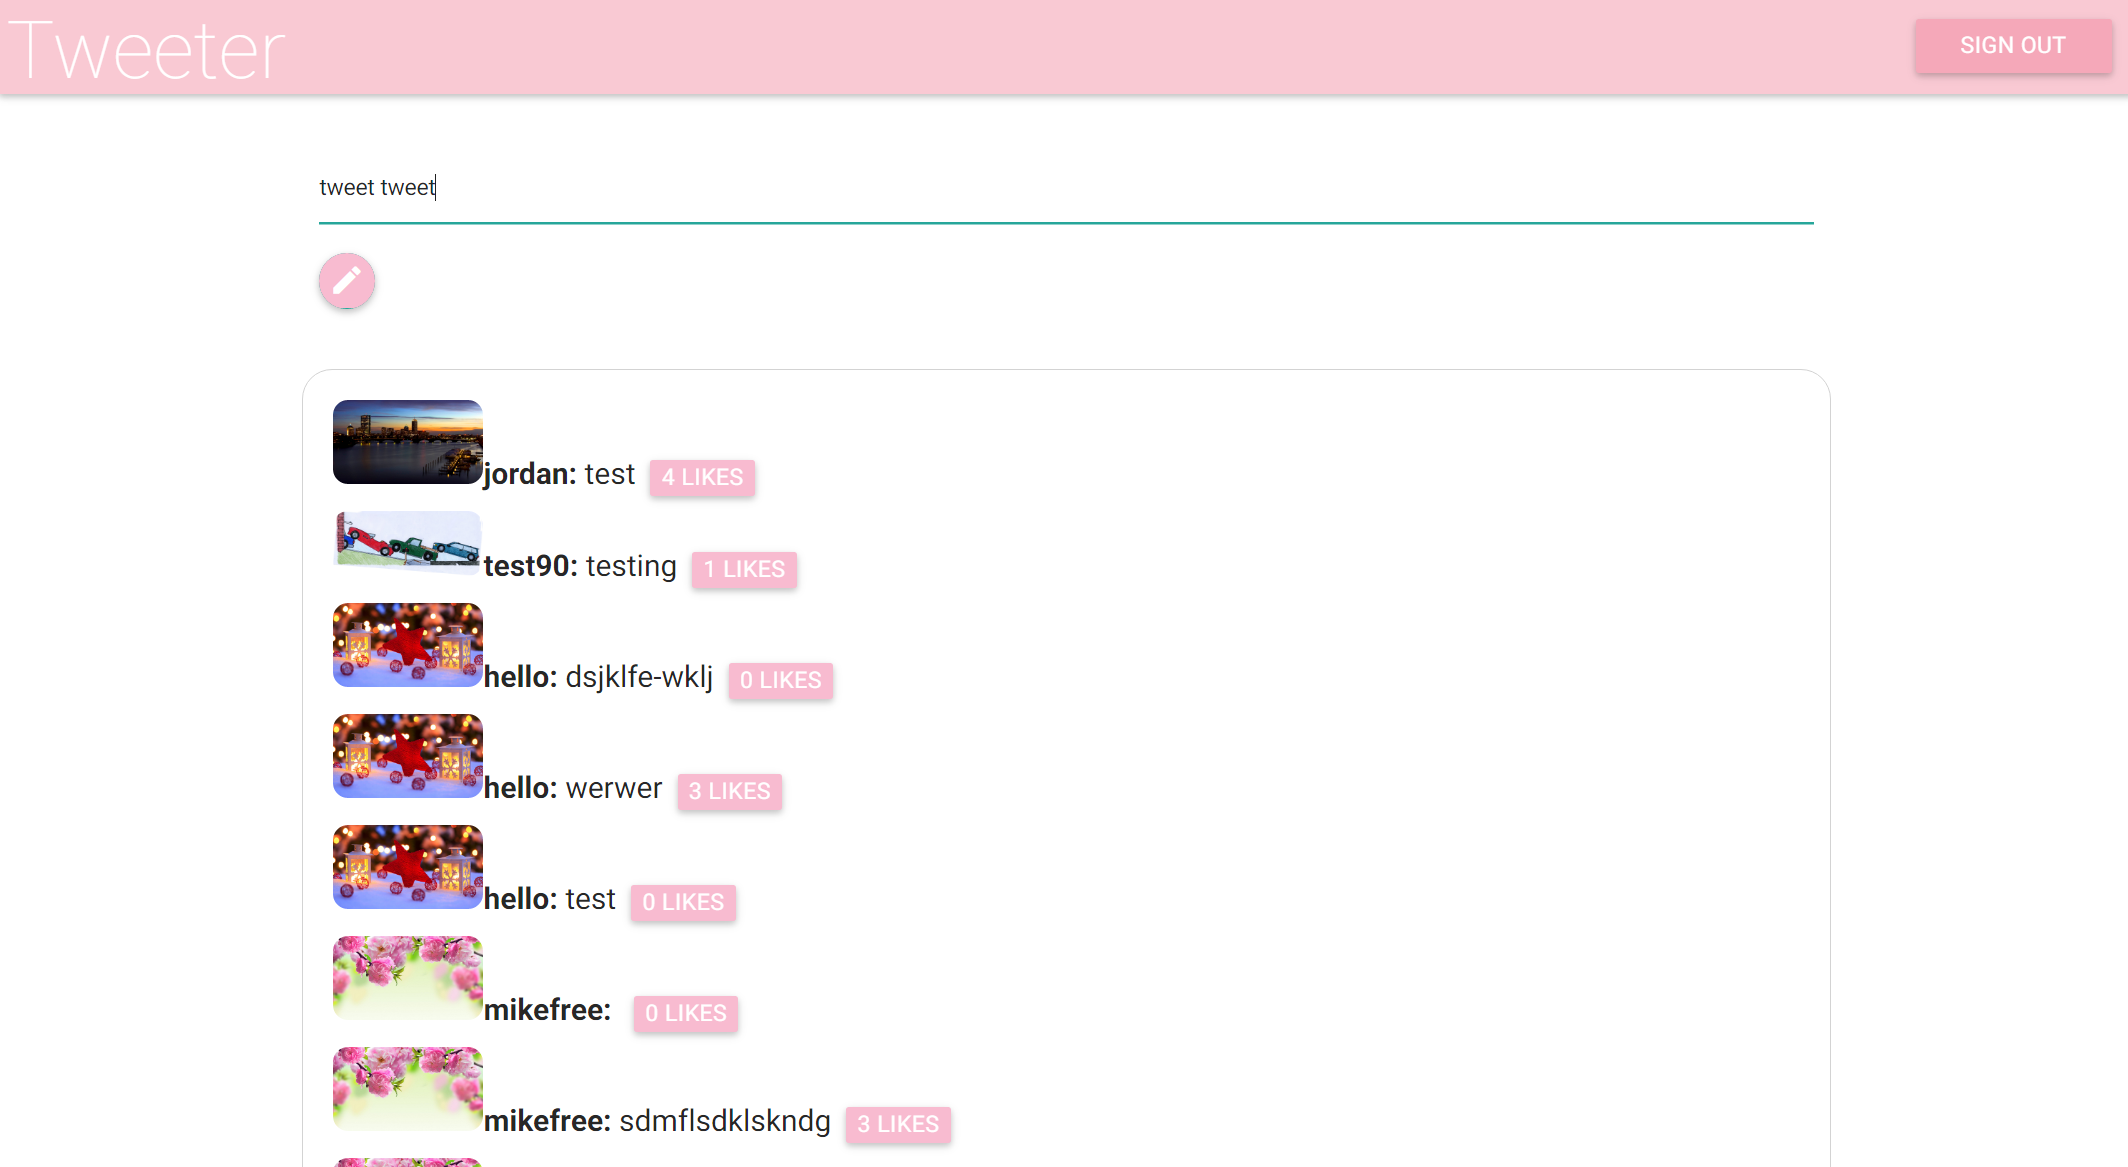 Tweeter
SIGN OUT
tweet tweet
jordan: test 4 LIKES
test90: testing 1 LIKES
hello: dsjklfe-wklj 0 LIKES
hello: werwer 3 LIKES
hello: test 0 LIKES
mikefree: 0 LIKES
mikefree: sdmflsdklskndg 3 LIKES